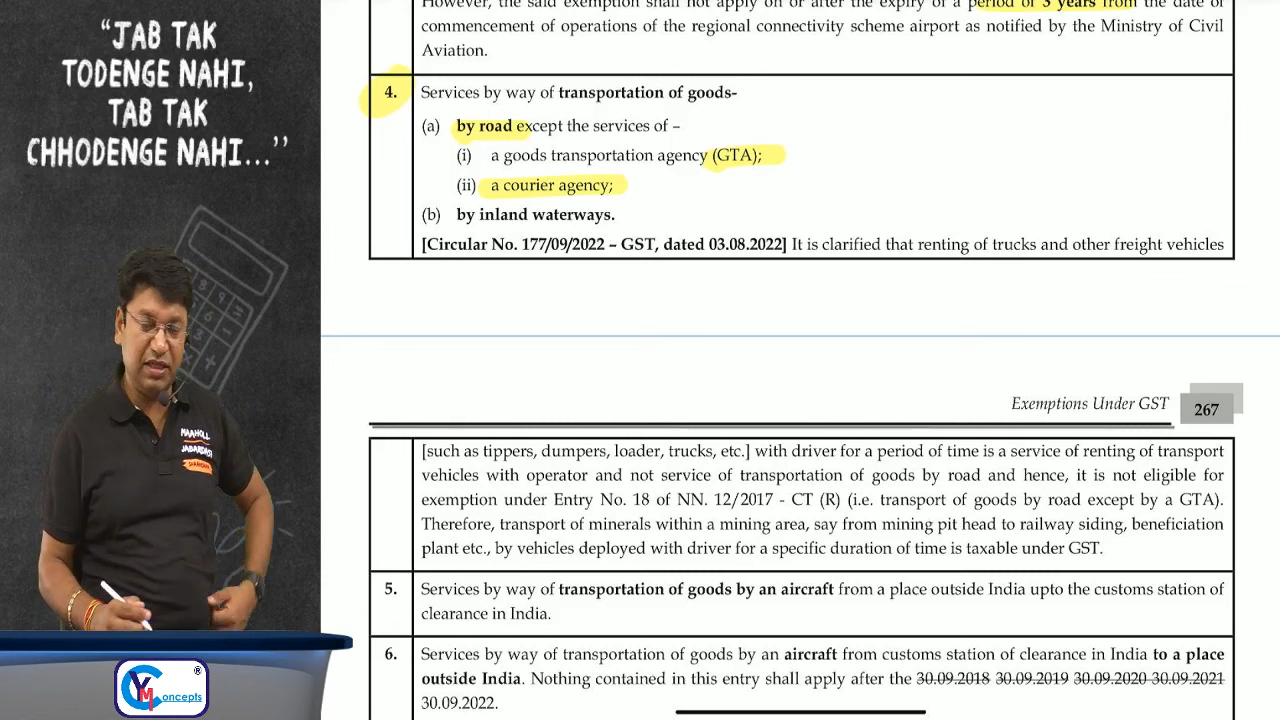 “JAB TAK
TODENGE NAHI,
TAB TAK
CHHODENGE NAHI...’’
However, the said exemption shall not apply on or after the expiry of a period of 3 years from the date of
commencement of operations of the regional connectivity scheme airport as notified by the Ministry of Civil
Aviation.
4. Services by way of transportation of goods-
(a) by road except the services of –
(i) a goods transportation agency (GTA);
(ii) a courier agency;
(b) by inland waterways.
[Circular No. 177/09/2022 – GST, dated 03.08.2022] It is clarified that renting of trucks and other freight vehicles
Exemptions Under GST 267
[such as tippers, dumpers, loader, trucks, etc.] with driver for a period of time is a service of renting of transport
vehicles with operator and not service of transportation of goods by road and hence, it is not eligible for
exemption under Entry No. 18 of NN. 12/2017 - CT (R) (i.e. transport of goods by road except by a GTA).
Therefore, transport of minerals within a mining area, say from mining pit head to railway siding, beneficiation
plant etc., by vehicles deployed with driver for a specific duration of time is taxable under GST.
5. Services by way of transportation of goods by an aircraft from a place outside India upto the customs station of
clearance in India.
6. Services by way of transportation of goods by an aircraft from customs station of clearance in India to a place
outside India. Nothing contained in this entry shall apply after the 30.09.2018 30.09.2019 30.09.2020 30.09.2021
30.09.2022.
MAAHOLL
JABARDAST
CYM Concepts ®